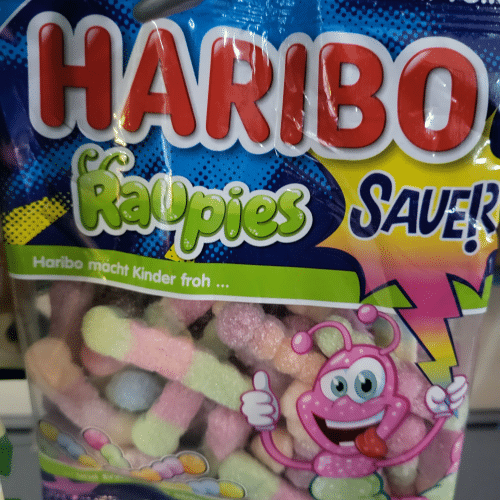 HARIBO
Raupies
SAUER
Haribo macht Kinder froh ...